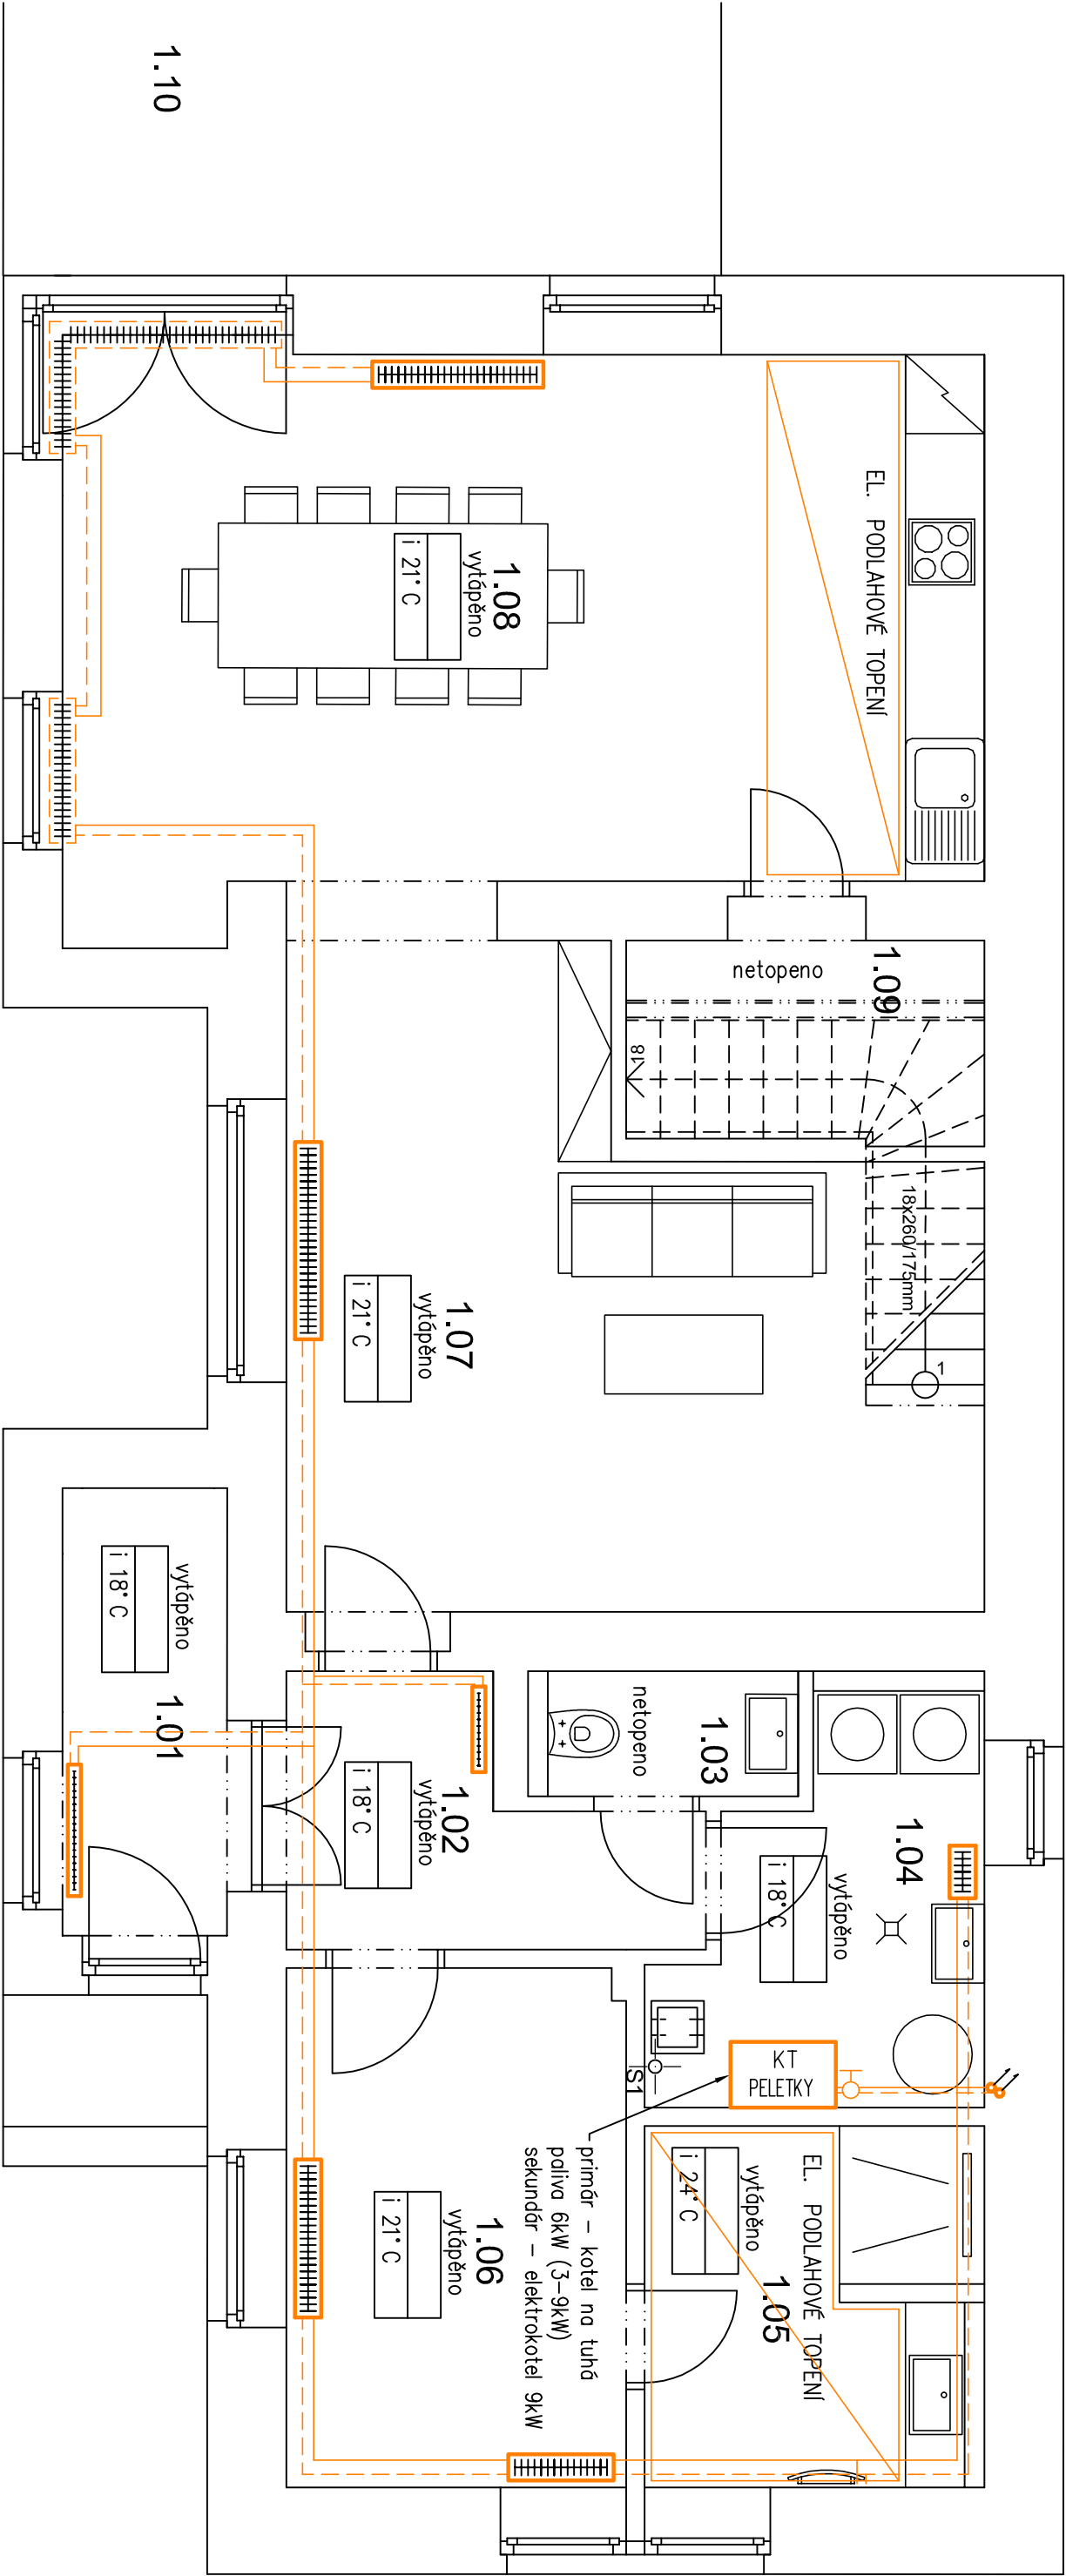 1.10
EL. PODLAHOVÉ TOPENÍ
1.08
vytápěno
i 21°C
1.09
netopeno
18
18x260/175mm
1
1.07
vytápěno
i 21°C
vytápěno
i 18°C
1.01
1.02
vytápěno
i 18°C
1.03
netopeno
1.04
vytápěno
i 18°C
S1
KT
PELETKY
primár – kotel na tuhá
paliva 6kW (3–9kW)
sekundár – elektrokotel 9kW
EL. PODLAHOVÉ TOPENÍ
vytápěno
i 24°C
1.05
1.06
vytápěno
i 21°C